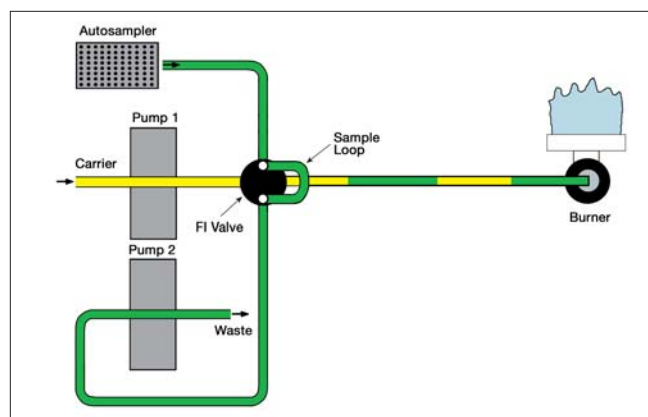 Autosampler
Pump 1
Carrier
Sample
Loop
FI Valve
Burner
Pump 2
Waste